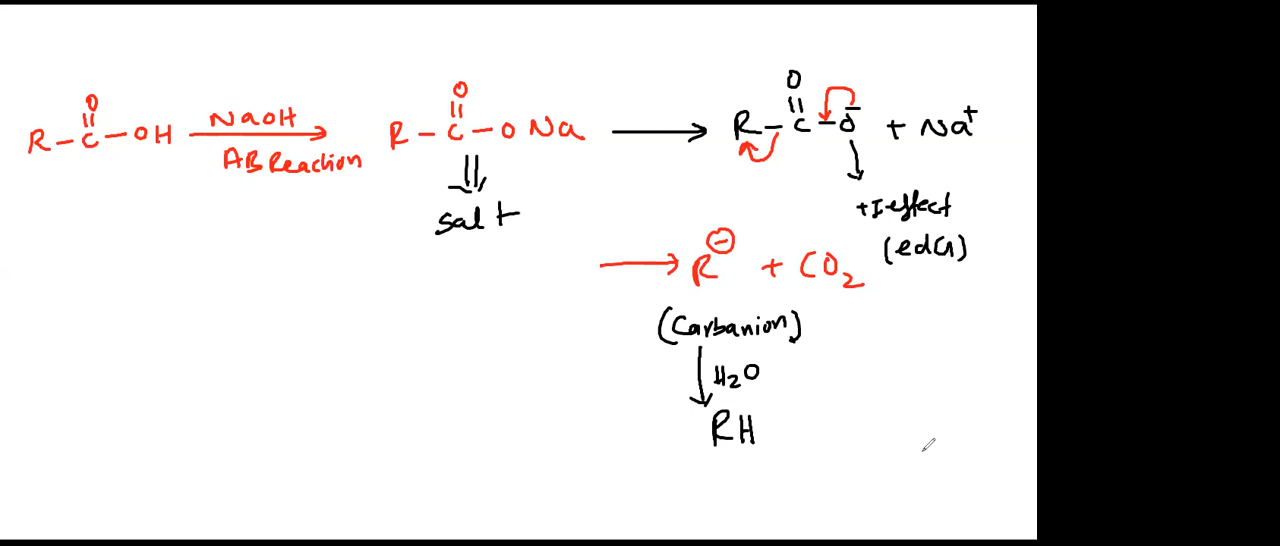 O O O
R-C-OH NaOH R-C-O Na R-C-O⁻ + Na⁺
AB Reaction
salt
+I effect
(edG)
R⊖ + CO₂
(Carbanion)
H₂O
RH